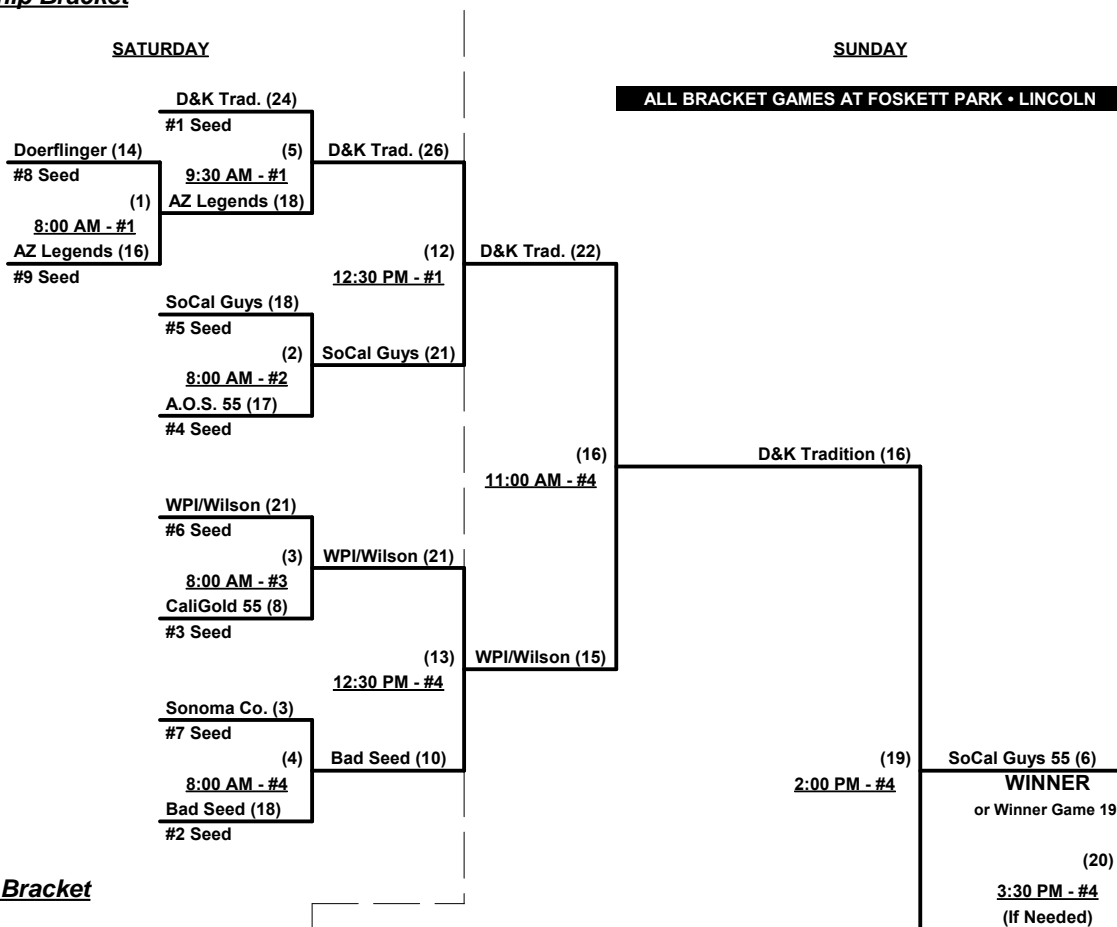 Bracket
SATURDAY
SUNDAY
ALL BRACKET GAMES AT FOSKETT PARK • LINCOLN
D&K Trad. (24)
#1 Seed
Doerflinger (14)
#8 Seed
(5)
9:30 AM - #1
D&K Trad. (26)
(1)
8:00 AM - #1
AZ Legends (18)
AZ Legends (16)
#9 Seed
(12)
12:30 PM - #1
D&K Trad. (22)
SoCal Guys (18)
#5 Seed
(2)
8:00 AM - #2
SoCal Guys (21)
A.O.S. 55 (17)
#4 Seed
(16)
11:00 AM - #4
D&K Tradition (16)
WPI/Wilson (21)
#6 Seed
(3)
8:00 AM - #3
WPI/Wilson (21)
CaliGold 55 (8)
#3 Seed
(13)
12:30 PM - #4
WPI/Wilson (15)
Sonoma Co. (3)
#7 Seed
(4)
8:00 AM - #4
Bad Seed (10)
Bad Seed (18)
#2 Seed
(19)
2:00 PM - #4
SoCal Guys 55 (6)
WINNER
or Winner Game 19
(20)
3:30 PM - #4
(If Needed)
Bracket